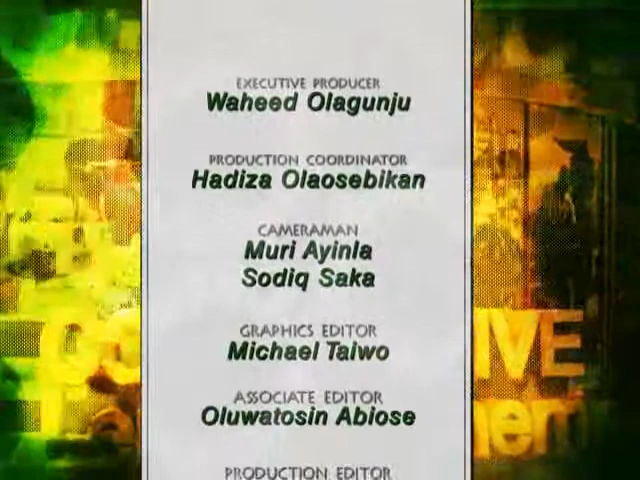 EXECUTIVE PRODUCER
Waheed Olagunju
PRODUCTION COORDINATOR
Hadiza Olaosebikan
CAMERAMAN
Muri Ayinla
Sodiq Saka
GRAPHICS EDITOR
Michael Taiwo
ASSOCIATE EDITOR
Oluwatosin Abiose
PRODUCTION EDITOR